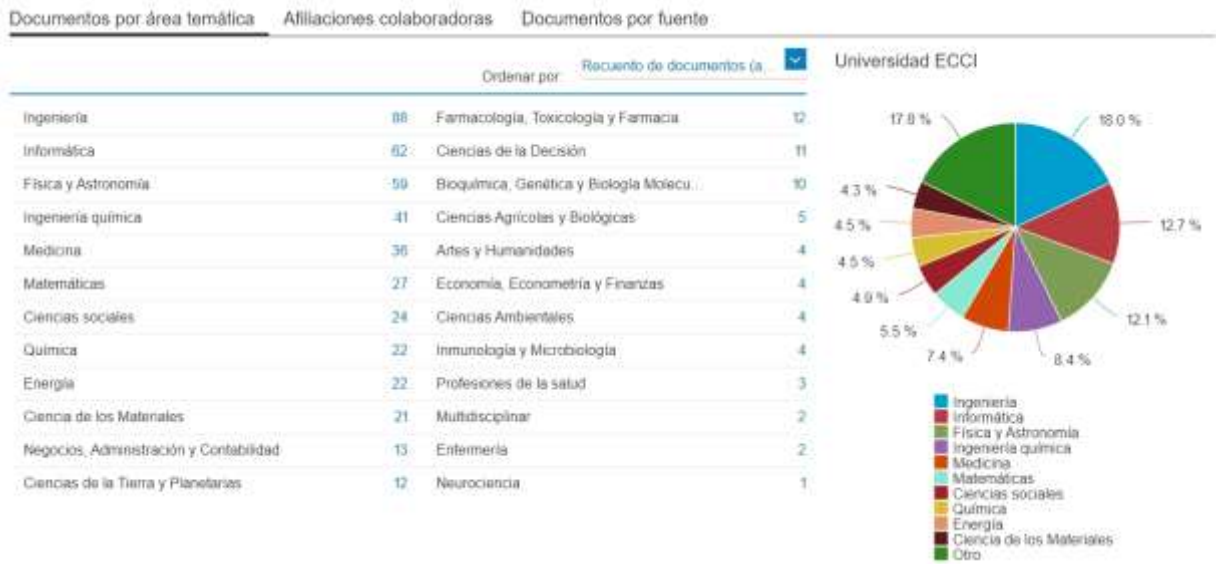 Documentos por área temática Afiliaciones colaboradoras Documentos por fuente
Ordenar por: Recuento de documentos (a...
Ingeniería 88 Farmacología, Toxicología y Farmacia 12
Informática 62 Ciencias de la Decisión 11
Física y Astronomía 59 Bioquímica, Genética y Biología Molecu... 10
Ingeniería química 41 Ciencias Agrícolas y Biológicas 5
Medicina 36 Artes y Humanidades 4
Matemáticas 27 Economía, Econometría y Finanzas 4
Ciencias sociales 24 Ciencias Ambientales 4
Química 22 Inmunología y Microbiología 4
Energía 22 Profesiones de la salud 3
Ciencia de los Materiales 21 Multidisciplinar 2
Negocios, Administración y Contabilidad 13 Enfermería 2
Ciencias de la Tierra y Planetarias 12 Neurociencia 1
Universidad ECCI
17.8 % 18.0 %
4.3 %
4.5 % 12.7 %
4.5 %
4.9 %
5.5 % 12.1 %
7.4 % 8.4 %
Ingeniería
Informática
Física y Astronomía
Ingeniería química
Medicina
Matemáticas
Ciencias sociales
Química
Energía
Ciencia de los Materiales
Otro